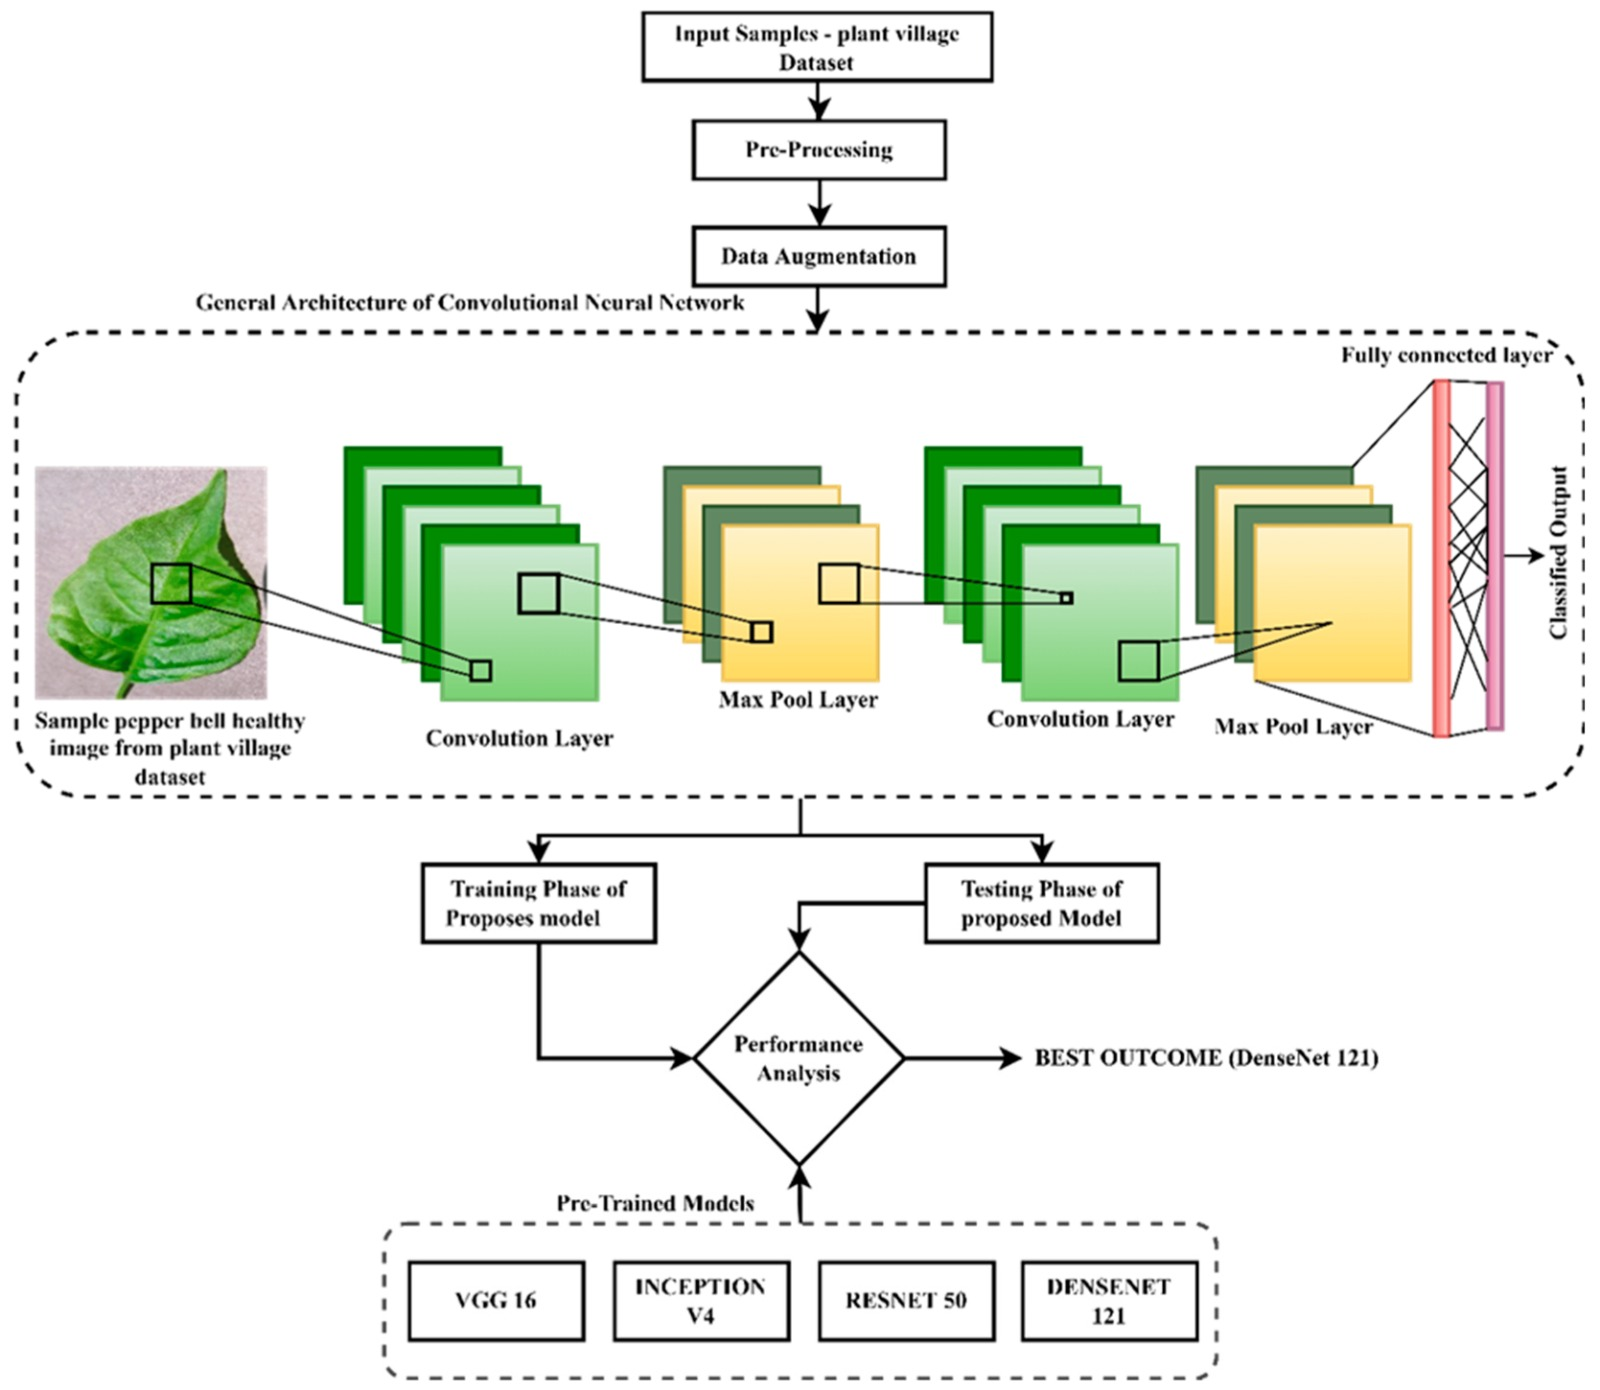 Input Samples - plant village
Dataset
Pre-Processing
Data Augmentation
General Architecture of Convolutional Neural Network
Fully connected layer
Classified Output
Sample pepper bell healthy
image from plant village
dataset
Convolution Layer
Max Pool Layer
Convolution Layer
Max Pool Layer
Training Phase of
Proposes model
Testing Phase of
proposed Model
Performance
Analysis
BEST OUTCOME (DenseNet 121)
Pre-Trained Models
VGG 16
INCEPTION
V4
RESNET 50
DENSENET
121